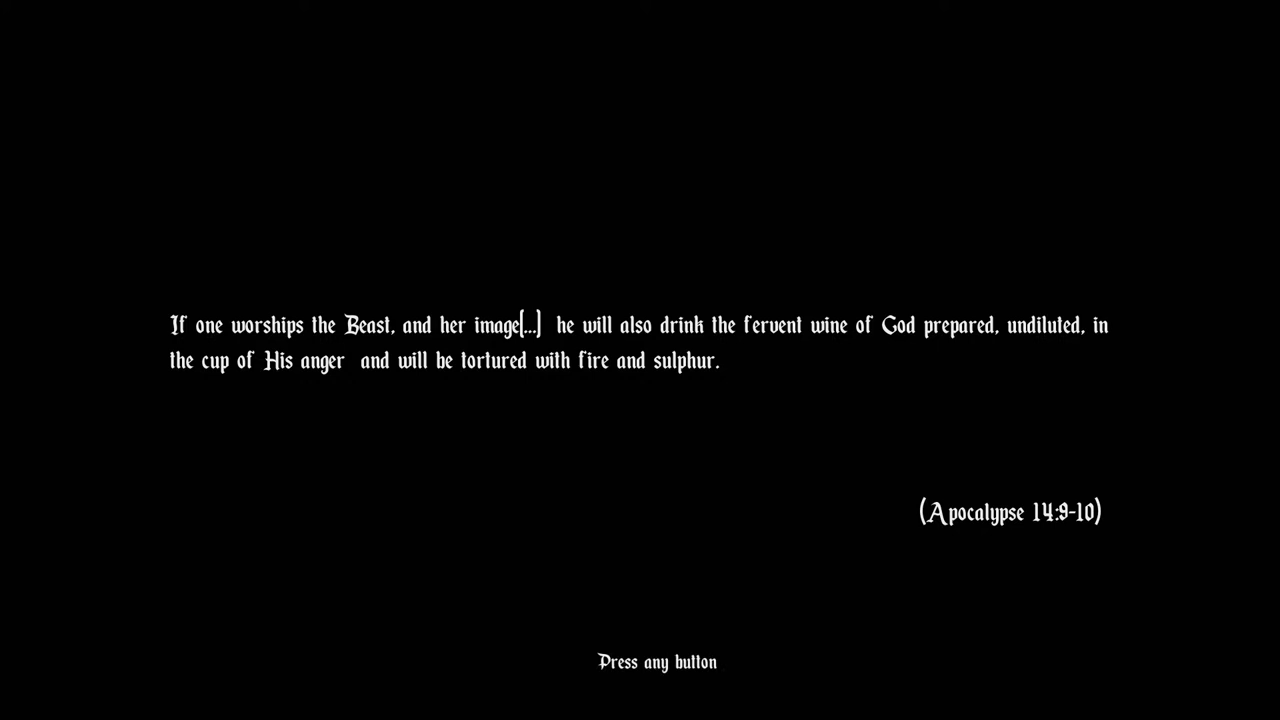 If one worships the Beast, and her image[...]  he will also drink the fervent wine of God prepared, undiluted, in
the cup of His anger  and will be tortured with fire and sulphur.
(Apocalypse 14:9-10)
Press any button